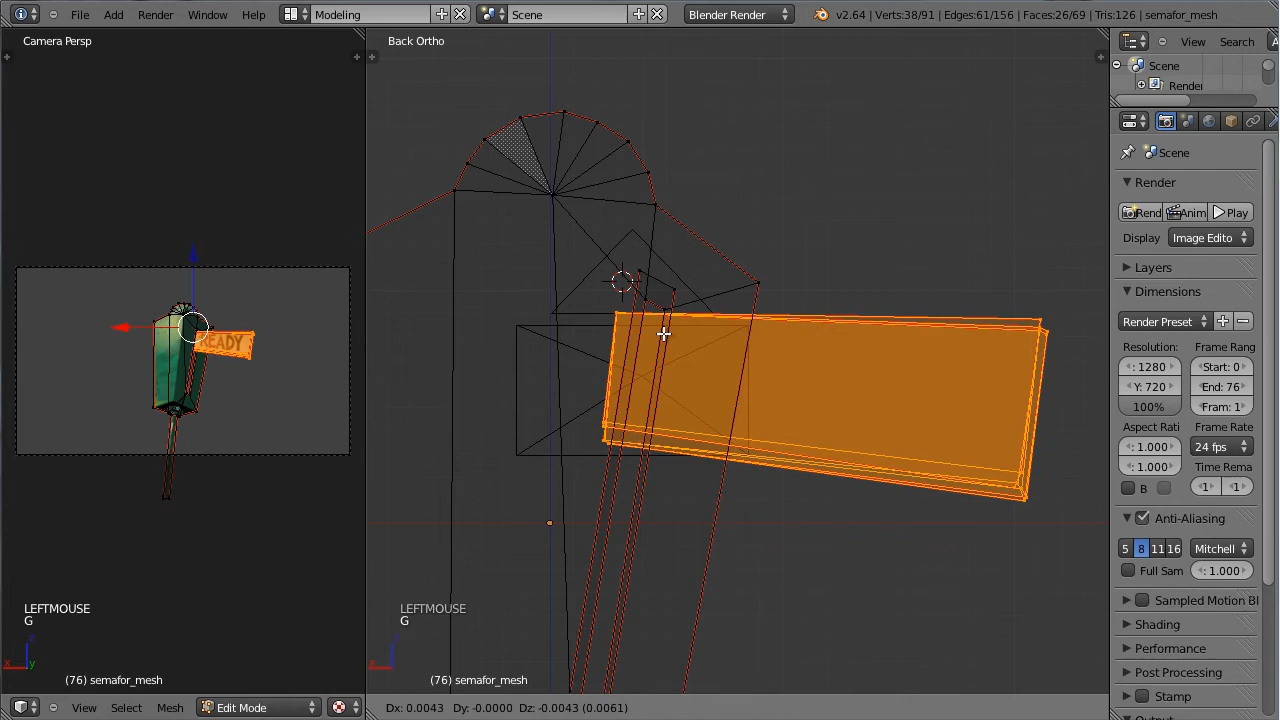 File Add Render Window Help Modeling Scene Blender Render v2.64 | Verts:38/91 | Edges:61/156 | Faces:26/69 | Tris:126 | semafor_mesh
Camera Persp
Back Ortho
View Search
Scene
Render
Scene
Render
Rend Anim Play
Display Image Edito
Layers
Dimensions
Render Preset
Resolution: Frame Rang
: 1280 Start: 0
Y: 720 End: 76
100% Fram: 1
Aspect Rati Frame Rate
: 1.000 24 fps
: 1.000 Time Rema
B 1 1
Anti-Aliasing
5 8 11 16 Mitchell
Full Sam : 1.000
Sampled Motion Bl
Shading
Performance
Post Processing
Stamp
READY
LEFTMOUSE
G
z
x y
(76) semafor_mesh
LEFTMOUSE
G
z
x
(76) semafor_mesh
View Select Mesh Edit Mode
Dx: 0.0043 Dy: -0.0000 Dz: -0.0043 (0.0061)